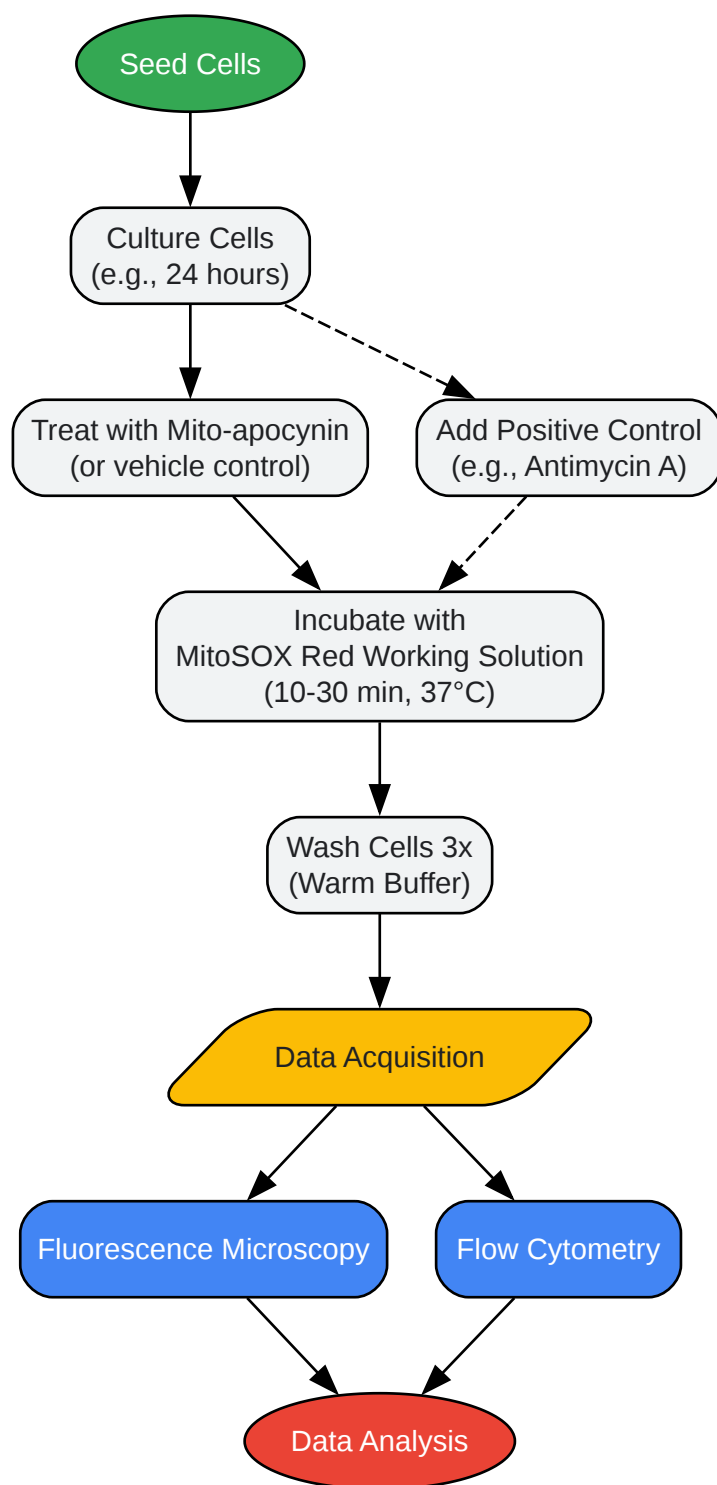 Seed Cells
Culture Cells
(e.g., 24 hours)
Treat with Mito-apocynin
(or vehicle control)
Add Positive Control
(e.g., Antimycin A)
Incubate with
MitoSOX Red Working Solution
(10-30 min, 37°C)
Wash Cells 3x
(Warm Buffer)
Data Acquisition
Fluorescence Microscopy
Flow Cytometry
Data Analysis